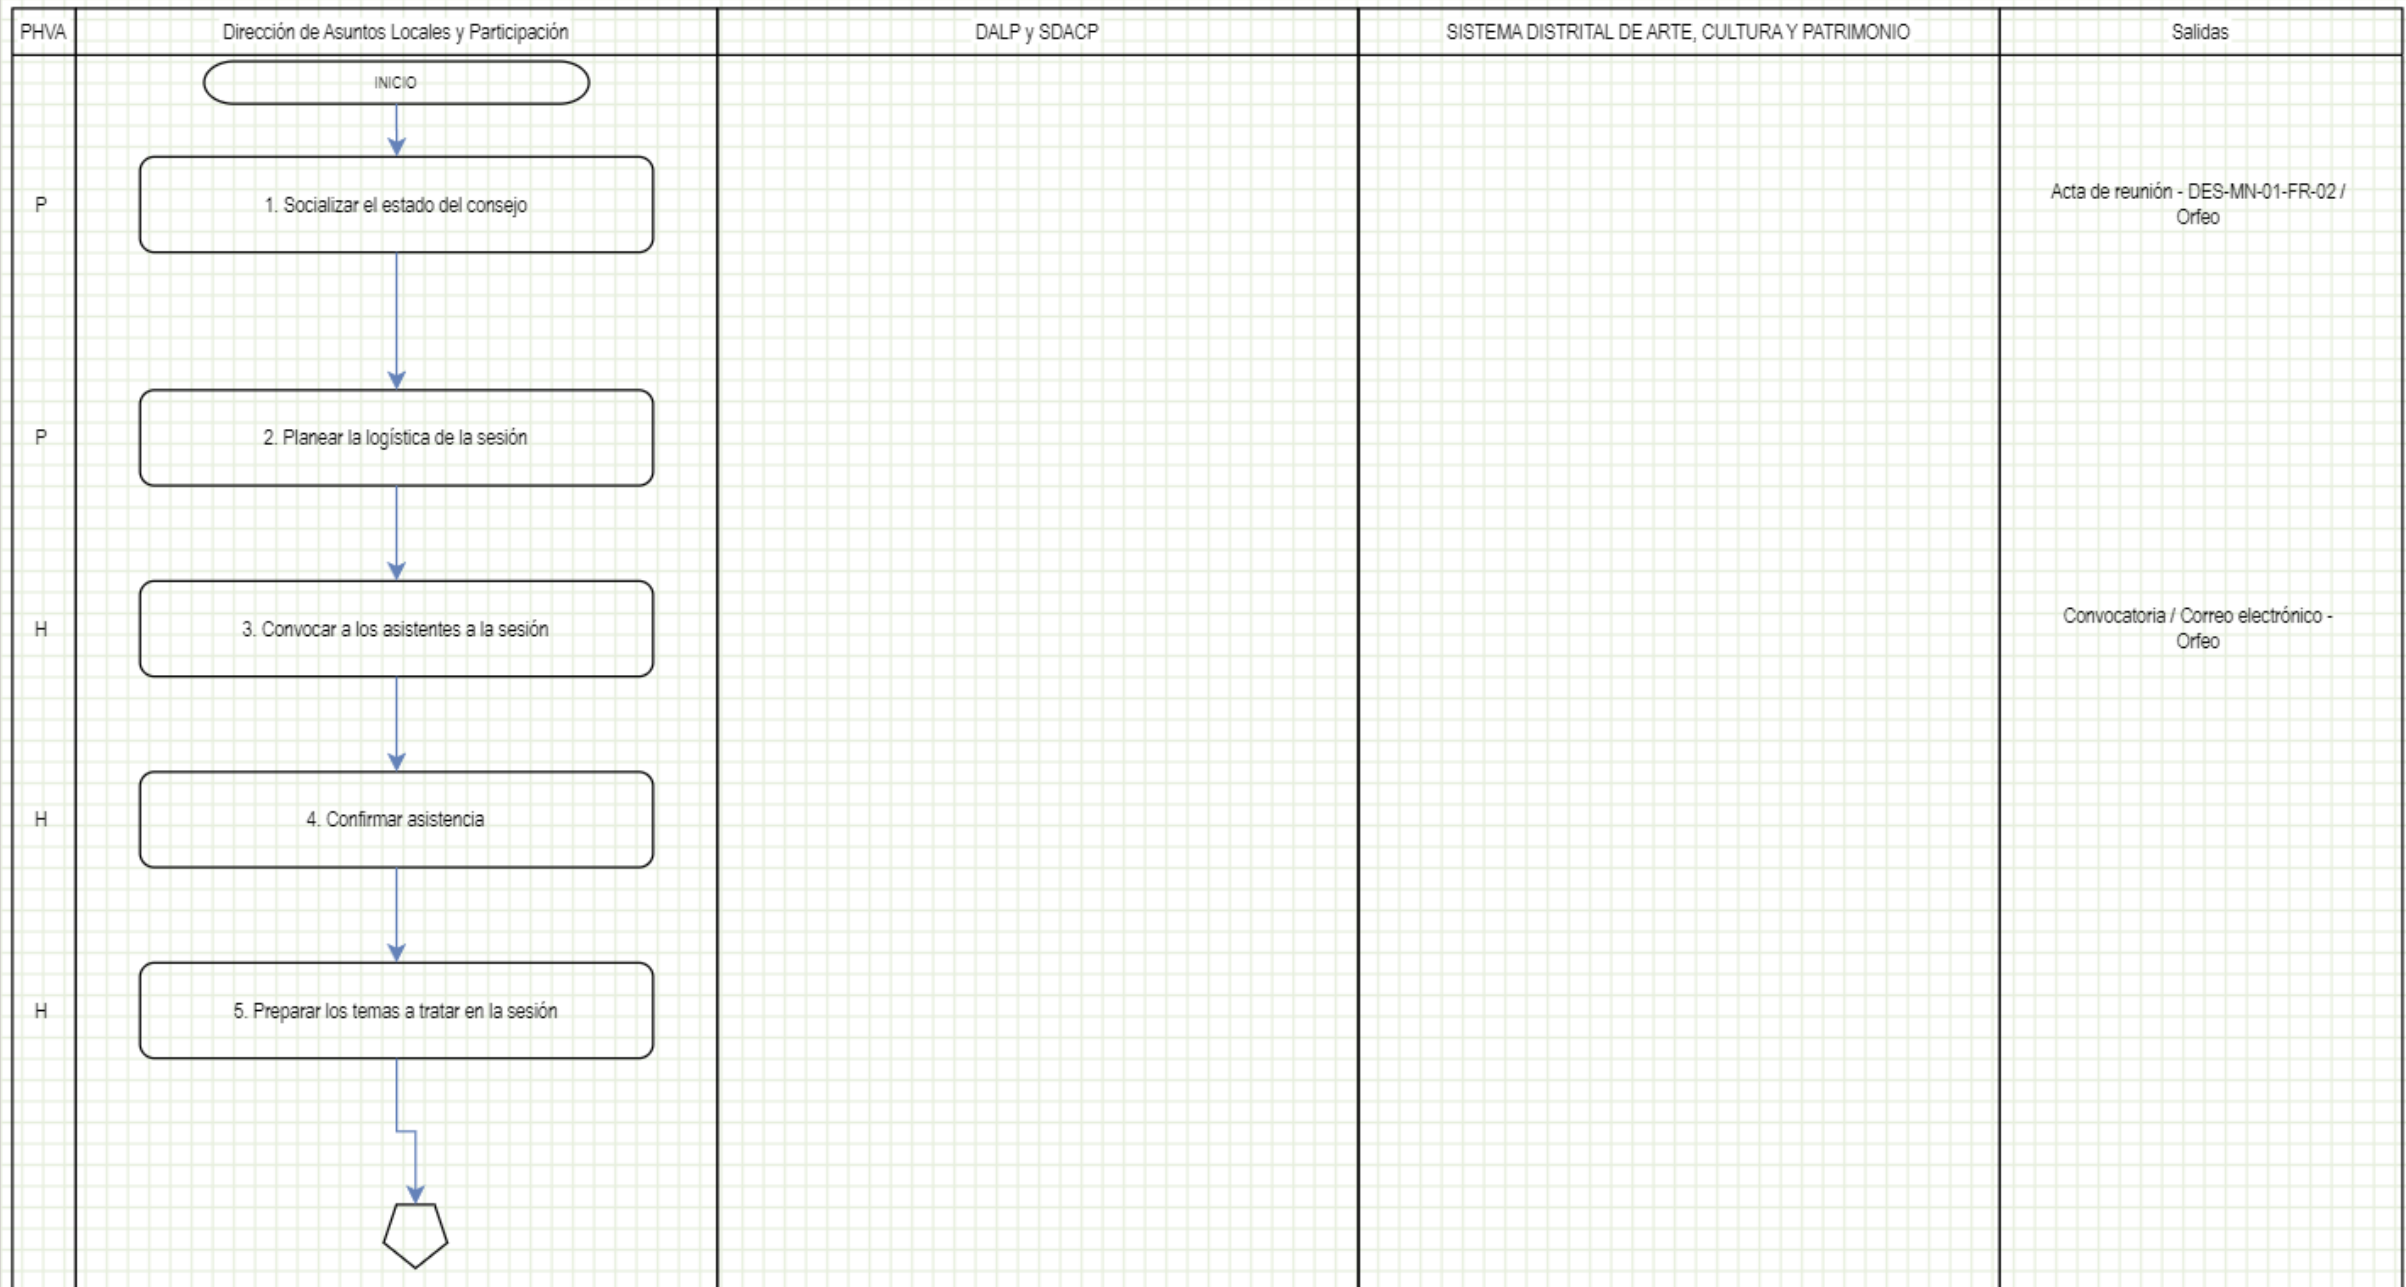 PHVA
Dirección de Asuntos Locales y Participación
DALP y SDACP
SISTEMA DISTRITAL DE ARTE, CULTURA Y PATRIMONIO
Salidas
INICIO
P
1. Socializar el estado del consejo
Acta de reunión - DES-MN-01-FR-02 /
Orfeo
P
2. Planear la logística de la sesión
H
3. Convocar a los asistentes a la sesión
Convocatoria / Correo electrónico -
Orfeo
H
4. Confirmar asistencia
H
5. Preparar los temas a tratar en la sesión